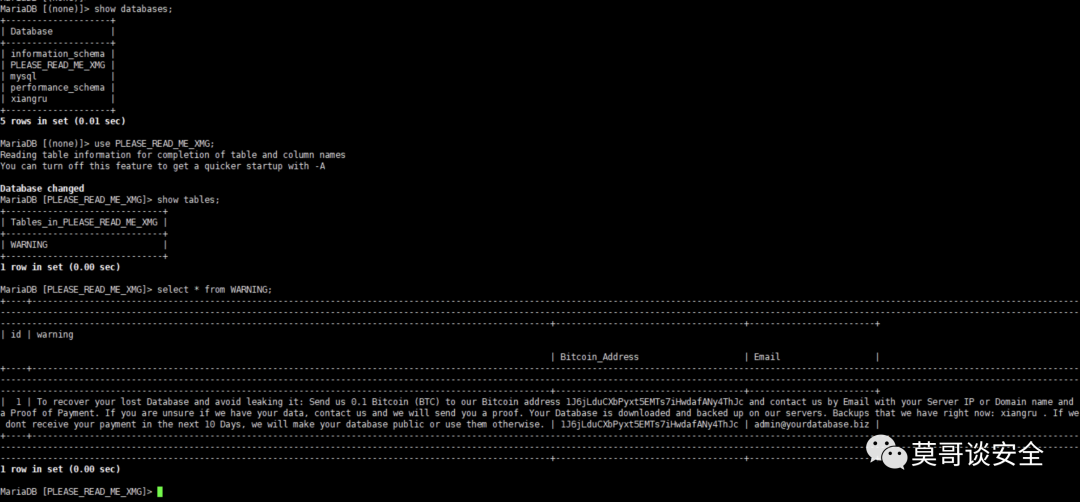 MariaDB [(none)]> show databases;
+--------------------+
| Database           |
+--------------------+
| information_schema |
| PLEASE_READ_ME_XMG |
| mysql              |
| performance_schema |
| xiangru            |
+--------------------+
5 rows in set (0.01 sec)
MariaDB [(none)]> use PLEASE_READ_ME_XMG;
Reading table information for completion of table and column names
You can turn off this feature to get a quicker startup with -A
Database changed
MariaDB [PLEASE_READ_ME_XMG]> show tables;
+------------------------------+
| Tables_in_PLEASE_READ_ME_XMG |
+------------------------------+
| WARNING                      |
+------------------------------+
1 row in set (0.00 sec)
MariaDB [PLEASE_READ_ME_XMG]> select * from WARNING;
| id | warning
| Bitcoin_Address | Email |
| 1 | To recover your lost Database and avoid leaking it: Send us 0.1 Bitcoin (BTC) to our Bitcoin address 1J6jLduCXbPyxt5EMTs7iHwdafANy4ThJc and contact us by Email with your Server IP or Domain name and
a Proof of Payment. If you are unsure if we have your data, contact us and we will send you a proof. Your Database is downloaded and backed up on our servers. Backups that we have right now: xiangru . If we
dont receive your payment in the next 10 Days, we will make your database public or use them otherwise. | 1J6jLduCXbPyxt5EMTs7iHwdafANy4ThJc | admin@yourdatabase.biz |
1 row in set (0.00 sec)
MariaDB [PLEASE_READ_ME_XMG]>
莫哥谈安全